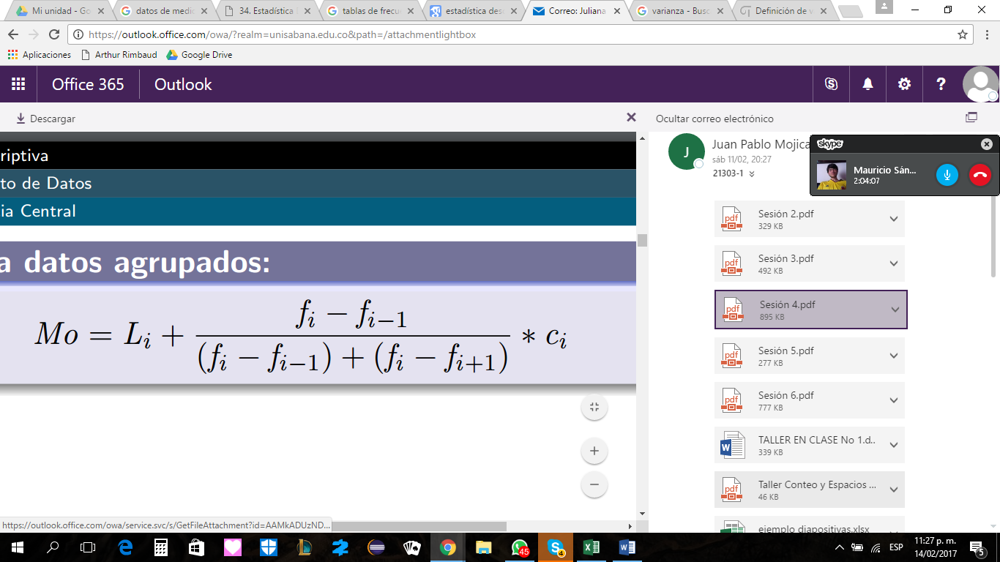 Mi unidad - Go
datos de medic
34. Estadística
tablas de frecu
estadística des
Correo: Juliana
varianza - Busc
Definición de v
https://outlook.office.com/owa/?realm=unisabana.edu.co&path=/attachmentlightbox
Aplicaciones
Arthur Rimbaud
Google Drive
Office 365
Outlook
?
Descargar
Ocultar correo electrónico
riptiva
to de Datos
ia Central
a datos agrupados:
Mo = L_i + \frac{f_i - f_{i-1}}{(f_i - f_{i-1}) + (f_i - f_{i+1})} * c_i
J
Juan Pablo Mojica
sáb 11/02, 20:27
21303-1
skype
Mauricio Sán...
2:04:07
pdf
Sesión 2.pdf
329 KB
pdf
Sesión 3.pdf
492 KB
pdf
Sesión 4.pdf
895 KB
pdf
Sesión 5.pdf
277 KB
pdf
Sesión 6.pdf
777 KB
W
TALLER EN CLASE No 1.d..
339 KB
pdf
Taller Conteo y Espacios ...
46 KB
ejemplo diapositivas.xlsx
https://outlook.office.com/owa/service.svc/s/GetFileAttachment?id=AAMkADUzND...
45
4
ESP
11:27 p. m.
14/02/2017
5